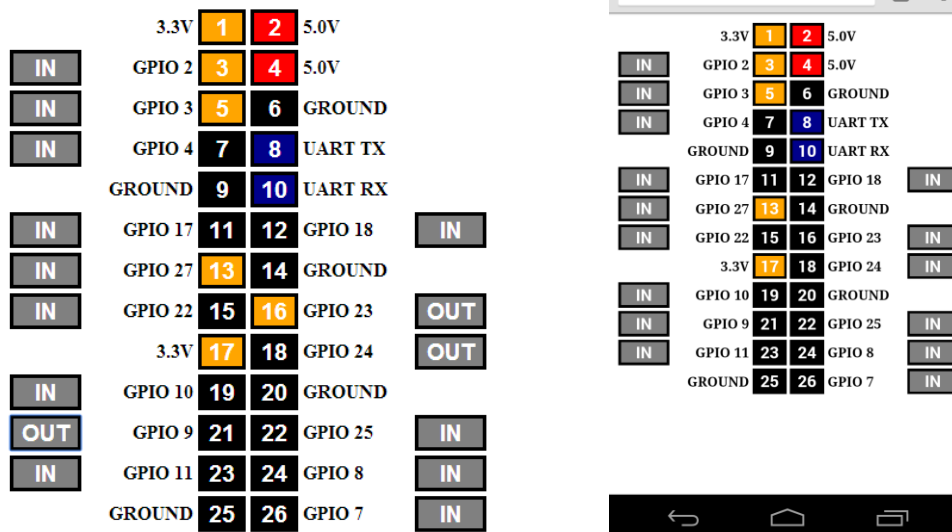 3.3V 1 2 5.0V
IN GPIO 2 3 4 5.0V
IN GPIO 3 5 6 GROUND
IN GPIO 4 7 8 UART TX
GROUND 9 10 UART RX
IN GPIO 17 11 12 GPIO 18 IN
IN GPIO 27 13 14 GROUND
IN GPIO 22 15 16 GPIO 23 OUT
3.3V 17 18 GPIO 24 OUT
IN GPIO 10 19 20 GROUND
OUT GPIO 9 21 22 GPIO 25 IN
IN GPIO 11 23 24 GPIO 8 IN
GROUND 25 26 GPIO 7 IN
3.3V 1 2 5.0V
IN GPIO 2 3 4 5.0V
IN GPIO 3 5 6 GROUND
IN GPIO 4 7 8 UART TX
GROUND 9 10 UART RX
IN GPIO 17 11 12 GPIO 18 IN
IN GPIO 27 13 14 GROUND
IN GPIO 22 15 16 GPIO 23 IN
3.3V 17 18 GPIO 24 IN
IN GPIO 10 19 20 GROUND
IN GPIO 9 21 22 GPIO 25 IN
IN GPIO 11 23 24 GPIO 8 IN
GROUND 25 26 GPIO 7 IN